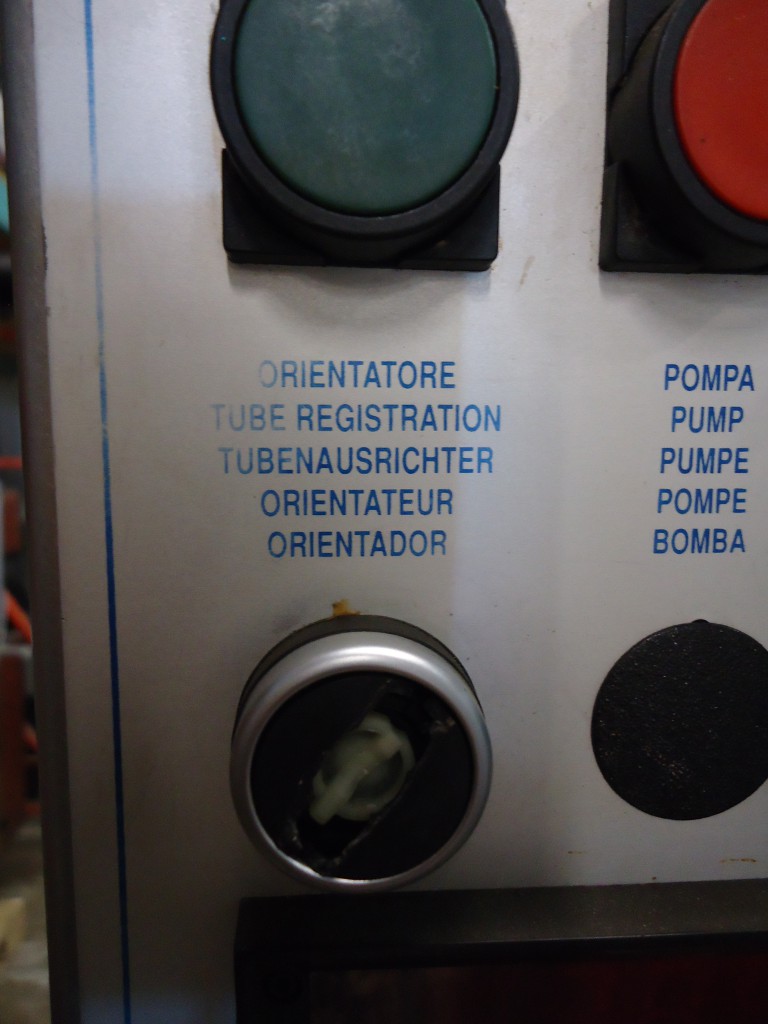 ORIENTATORE
TUBE REGISTRATION
TUBENAUSRICHTER
ORIENTATEUR
ORIENTADOR
POMPA
PUMP
PUMPE
POMPE
BOMBA